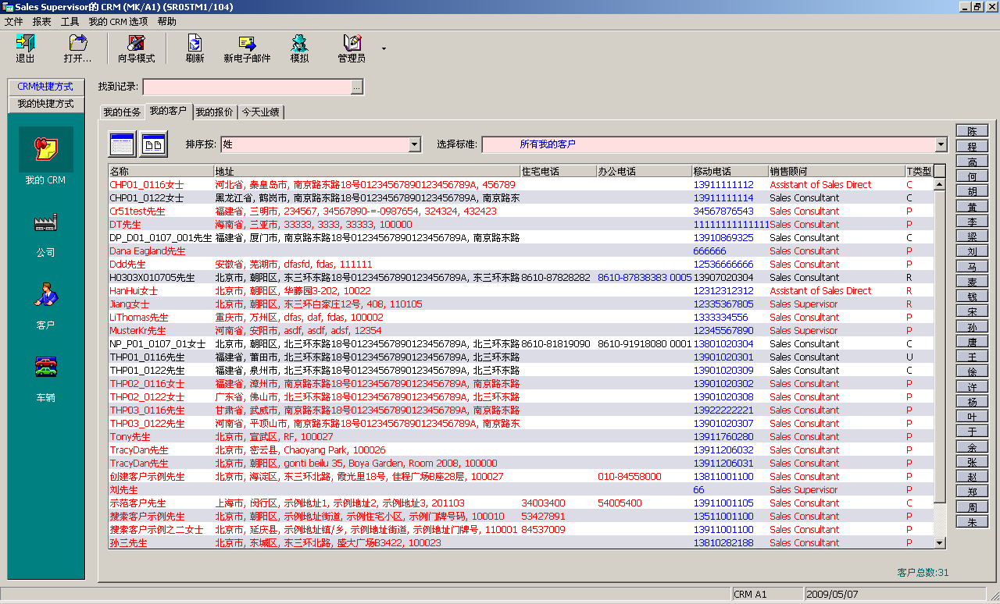 Sales Supervisor的 CRM (MK/A1) (SR05TM1/104)
文件 报表 工具 我的 CRM 选项 帮助
退出 打开... 向导模式 刷新 新电子邮件 模拟 管理员
CRM快捷方式
我的快捷方式
我的 CRM
公司
客户
车辆
找到记录: ...
我的任务 我的客户 我的报价 今天业绩
排序按: 姓 选择标准: 所有我的客户
名称 地址 住宅电话 办公电话 移动电话 销售顾问 T类型
CHP01_0116女士 河北省, 秦皇岛市, 南京路东路18号01234567890123456789A, 456789 13911111112 Assistant of Sales Direct C
CHP01_0122女士 黑龙江省, 鹤岗市, 南京路东路18号01234567890123456789A, 南京路东 13911111114 Sales Consultant C
Cr51test先生 福建省, 三明市, 234567, 34567890-=-0987654, 324324, 432423 34567876543 Sales Consultant P
DT先生 海南省, 三亚市, 33333, 3333, 33333, 100000 111111111111111Sales Consultant P
DP_D01_0107_001先生 福建省, 厦门市, 南京路东路18号01234567890123456789A, 南京路东路 13910869325 Sales Consultant C
Dana Eagland先生 666666 Sales Consultant P
Ddd先生 安徽省, 芜湖市, dfasfd, fdas, 111111 12536666666 Sales Consultant P
H0303X010705先生 北京市, 朝阳区, 东三环东路18号01234567890123456789A, 东三环东路 8610-87828282 8610-87838383 0005 13907020304 Sales Consultant R
HanHui女士 北京市, 朝阳区, 华藤园3-202, 10022 12312312312 Assistant of Sales Direct R
Jiang女士 北京市, 朝阳区, 东三环白家庄12号, 408, 110105 12335367805 Sales Supervisor R
LiThomas先生 重庆市, 万州区, dfas, daf, fdas, 100002 1333334556 Sales Consultant P
MusterKr先生 河南省, 安阳市, asdf, asdf, adsf, 12354 12345567890 Sales Supervisor P
NP_P01_0107_01女士 北京市, 朝阳区, 北三环东路18号01234567890123456789A, 北三环东路 8610-81819090 8610-91918080 0001 13801020304 Sales Consultant C
THP01_0116先生 福建省, 莆田市, 北三环东路18号01234567890123456789A, 北三环东路 13901020301 Sales Consultant U
THP01_0122先生 福建省, 泉州市, 北三环东路18号01234567890123456789A, 北三环东路 13901020309 Sales Consultant C
THP02_0116女士 福建省, 漳州市, 南京路东路18号01234567890123456789A, 南京路东路 13901020302 Sales Consultant P
THP02_0122女士 广东省, 佛山市, 北三环东路18号01234567890123456789A, 北三环东路 13901020308 Sales Consultant P
THP03_0116先生 甘肃省, 武威市, 南京路东路18号01234567890123456789A, 南京路东路 13922222221 Sales Consultant P
THP03_0122先生 河南省, 平顶山市, 南京路东路18号01234567890123456789A, 南京路东 13901020307 Sales Consultant P
Tony先生 北京市, 宣武区, RF, 100027 13911760280 Sales Consultant P
TracyDan先生 北京市, 密云县, Chaoyang Park, 100026 13911206032 Sales Consultant P
TracyDan先生 北京市, 朝阳区, gonti beilu 35, Boya Garden, Room 2008, 100000 13911206031 Sales Consultant P
创建客户示例先生 北京市, 海淀区, 东三环北路, 霞光里18号, 佳程广场B座28层, 100027 010-84558000 13811001100 Sales Consultant P
刘先生 66 Sales Supervisor P
示范客户先生 上海市, 闵行区, 示例地址1, 示例地址2, 示例地址3, 201103 34003400 54005400 13911001105 Sales Consultant C
搜索客户示例先生 北京市, 朝阳区, 示例地址街道, 示例住宅小区, 示例门牌号码, 100010 53427891 13511001100 Sales Consultant P
搜索客户示例之二女士 北京市, 延庆县, 示例地址镇/乡, 示例地址街道, 示例地址门牌号, 110001 84537009 13911001100 Sales Consultant P
孙三先生 北京市, 东城区, 东三环北路, 盛大广场B3422, 100023 13810282188 Sales Consultant P
陈
程
高
何
胡
黄
李
梁
刘
马
麦
钱
宋
孙
唐
王
徐
许
杨
叶
于
余
张
赵
郑
周
朱
客户总数:31
CRM A1 2009/05/07